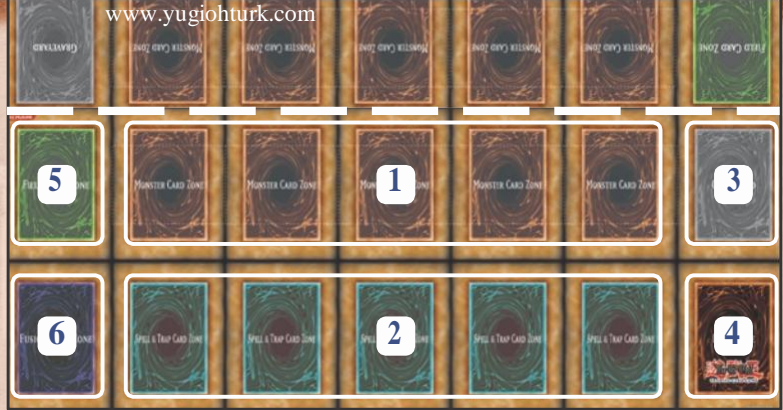 www.yugiohturk.com
GRAVEYARD MONSTER CARD ZONE MONSTER CARD ZONE MONSTER CARD ZONE MONSTER CARD ZONE MONSTER CARD ZONE FIELD CARD ZONE
5 MONSTER CARD ZONE MONSTER CARD ZONE 1 MONSTER CARD ZONE MONSTER CARD ZONE 3
6 SPELL & TRAP CARD ZONE SPELL & TRAP CARD ZONE 2 SPELL & TRAP CARD ZONE SPELL & TRAP CARD ZONE 4